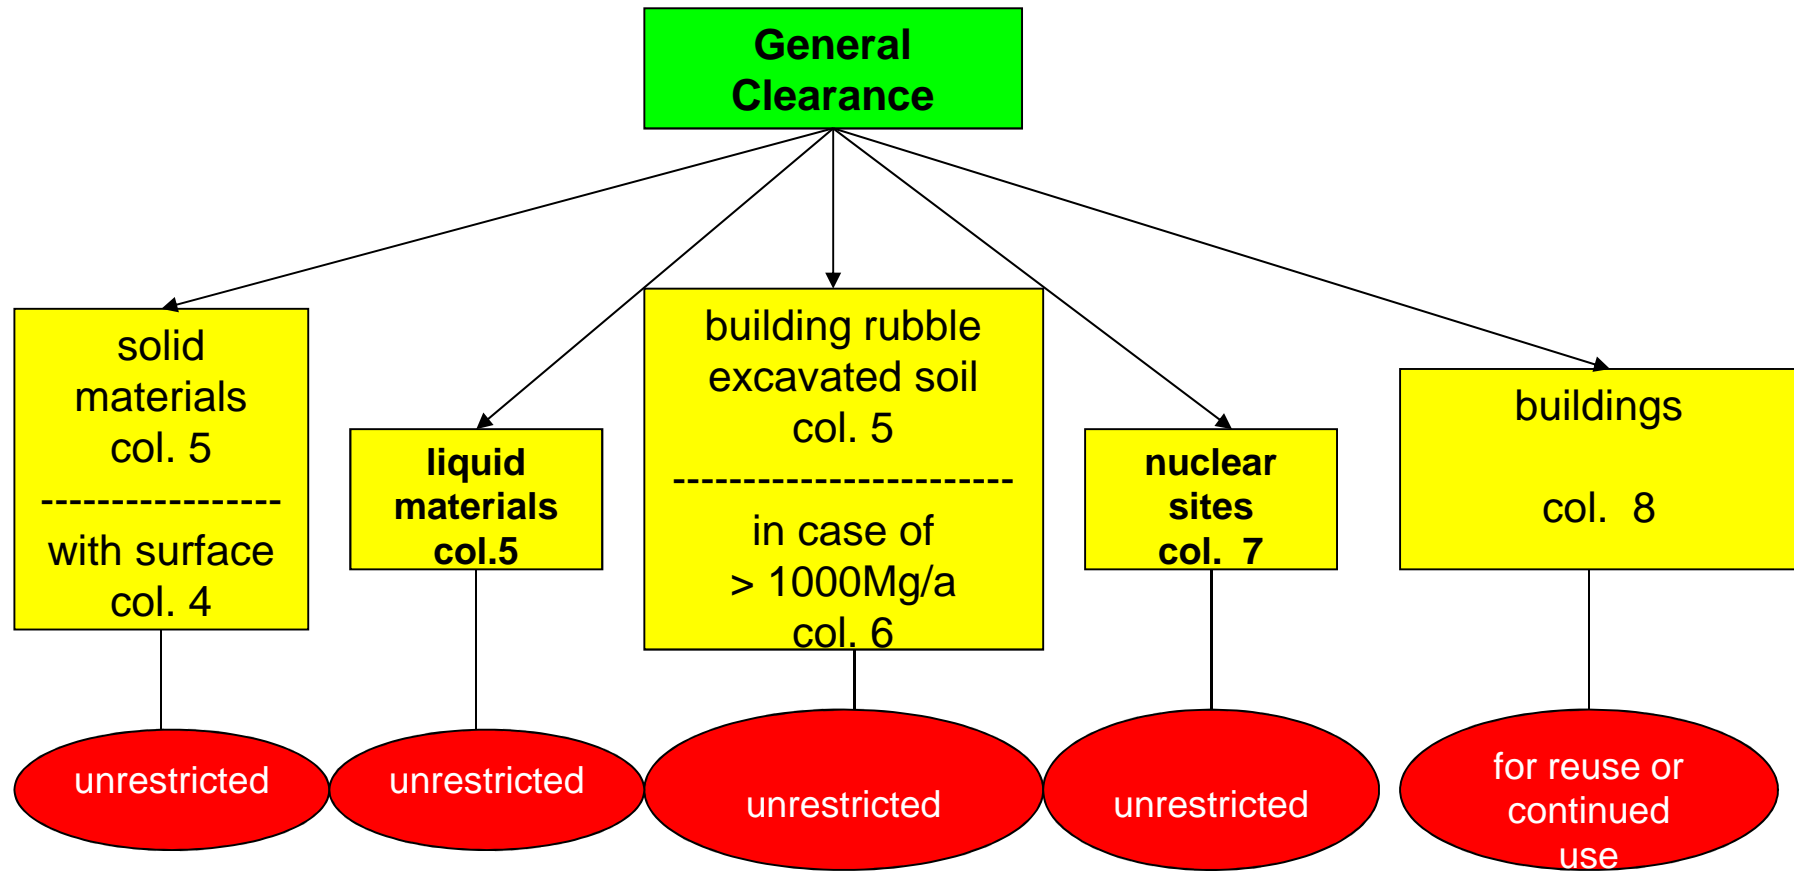 General
Clearance
solid
materials
col. 5
-----------------
with surface
col. 4
liquid
materials
col.5
building rubble
excavated soil
col. 5
------------------------
in case of
> 1000Mg/a
col. 6
nuclear
sites
col.  7
buildings
col.  8
unrestricted
unrestricted
unrestricted
unrestricted
for reuse or
continued
use